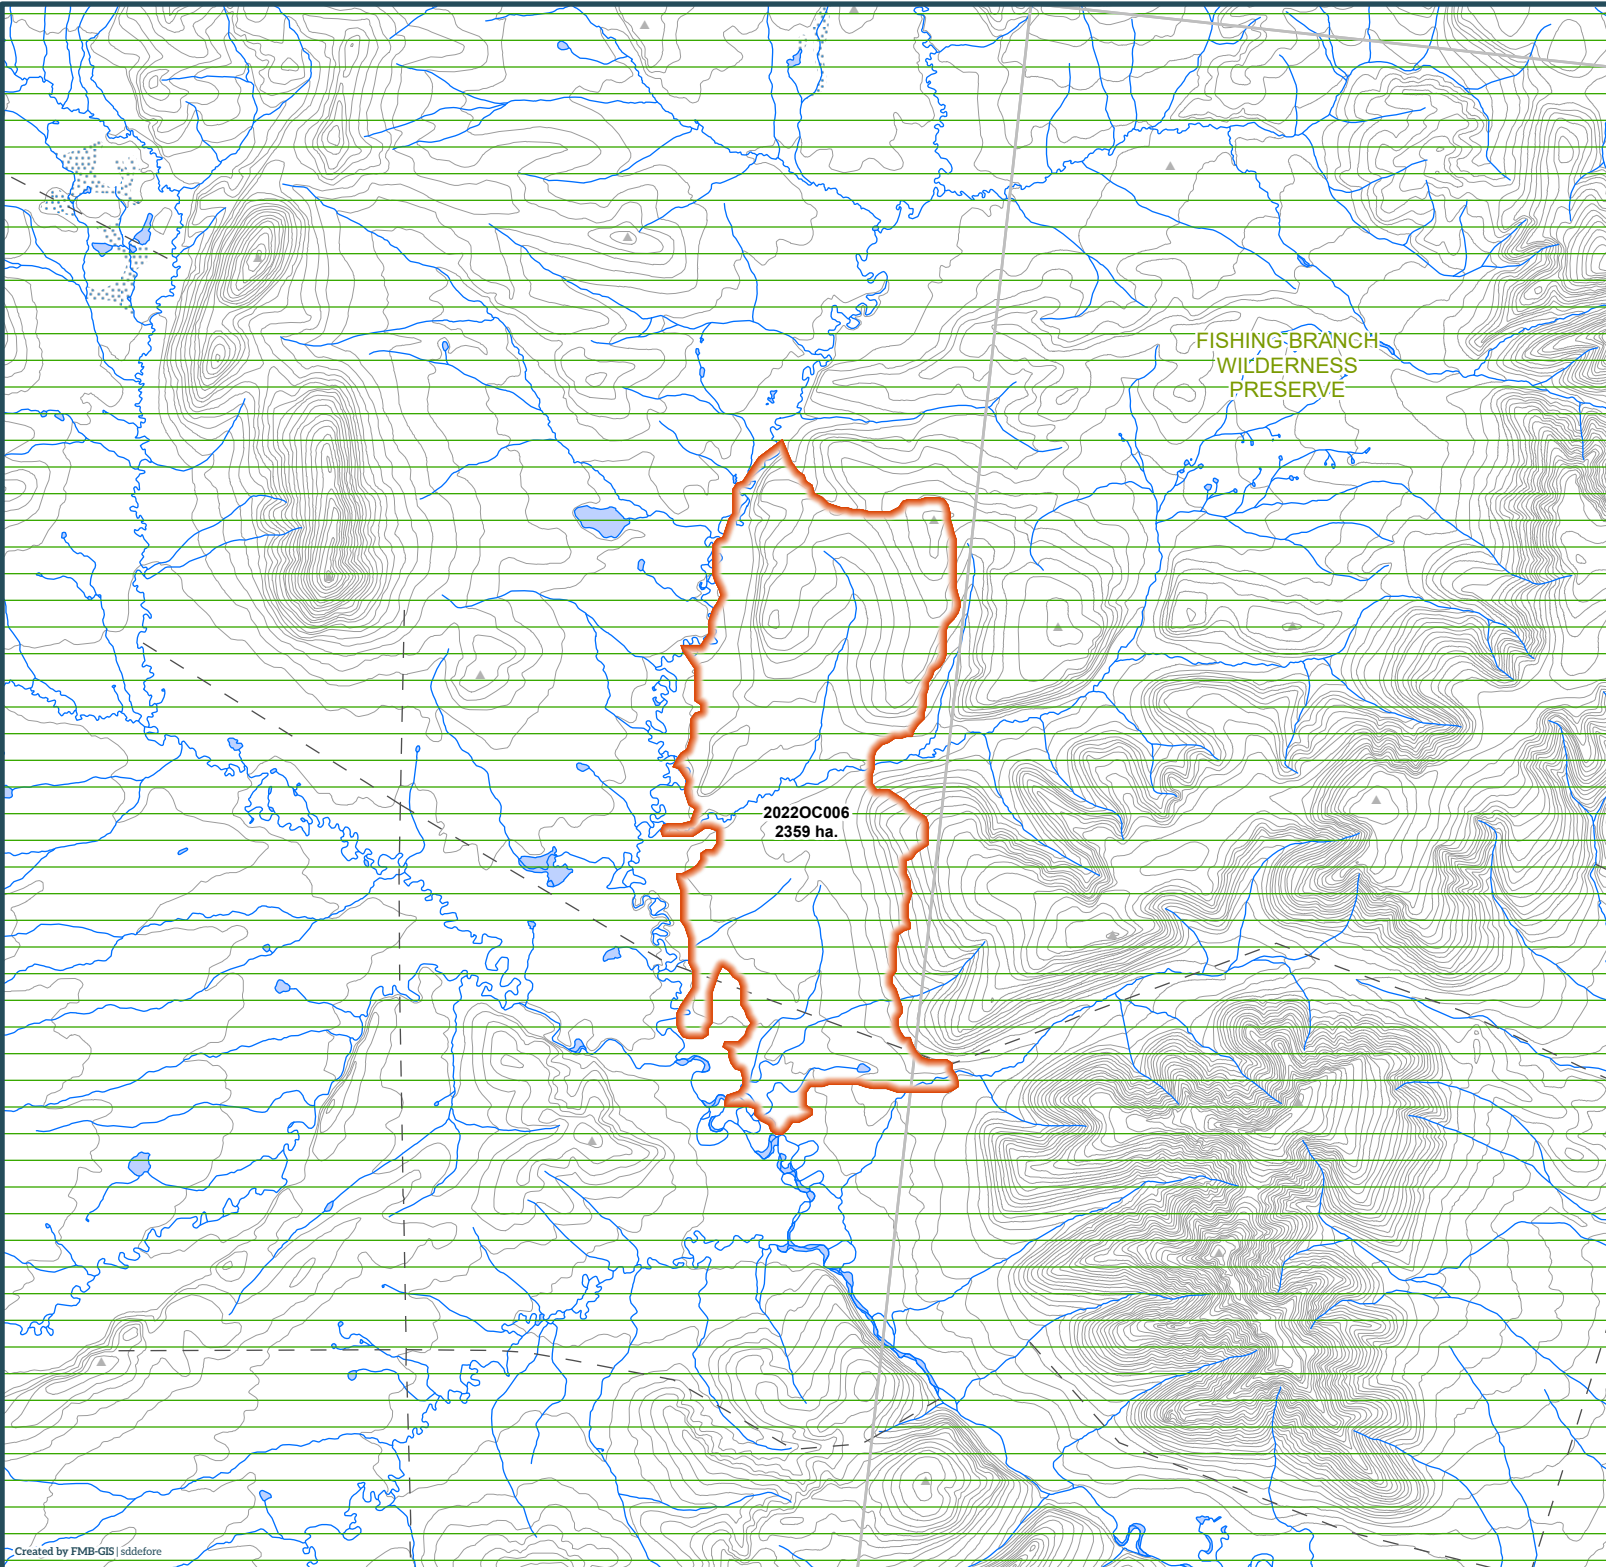 FISHING BRANCH
WILDERNESS
PRESERVE
2022OC006
2359 ha.
Created by FMB-GIS | sddefore